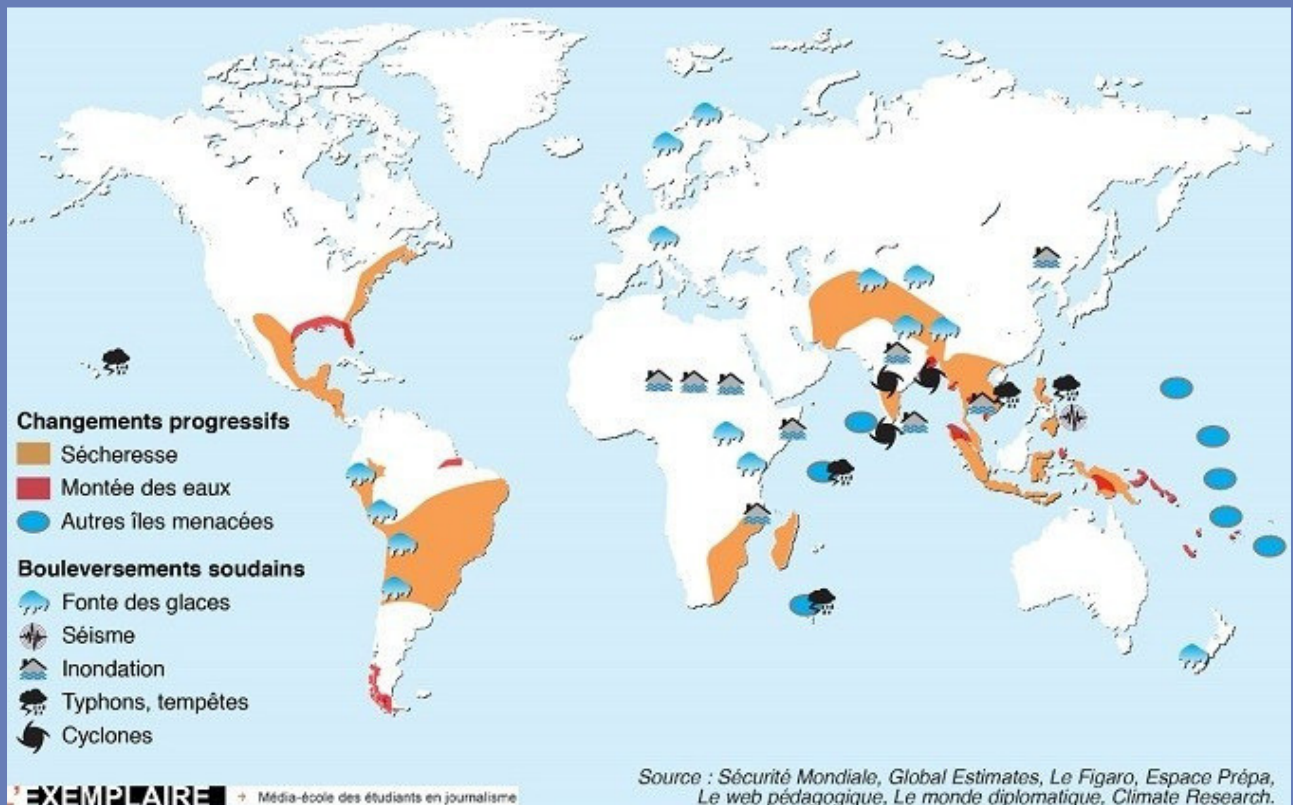 Changements progressifs
Sécheresse
Montée des eaux
Autres îles menacées
Bouleversements soudains
Fonte des glaces
Séisme
Inondation
Typhons, tempêtes
Cyclones
'EXEMPLAIRE + Média-école des étudiants en journalisme
Source : Sécurité Mondiale, Global Estimates, Le Figaro, Espace Prépa,
Le web pédagogique, Le monde diplomatique, Climate Research.